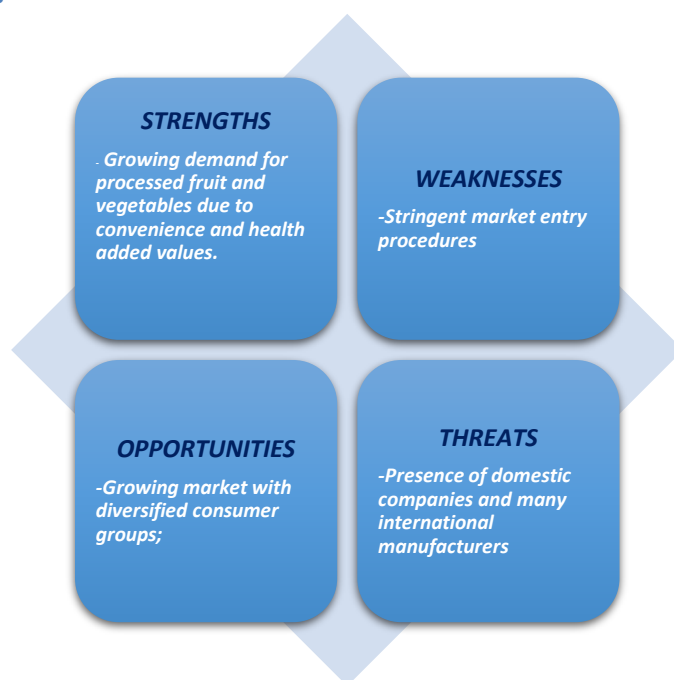 STRENGTHS
- Growing demand for
processed fruit and
vegetables due to
convenience and health
added values.
WEAKNESSES
-Stringent market entry
procedures
OPPORTUNITIES
-Growing market with
diversified consumer
groups;
THREATS
-Presence of domestic
companies and many
international
manufacturers